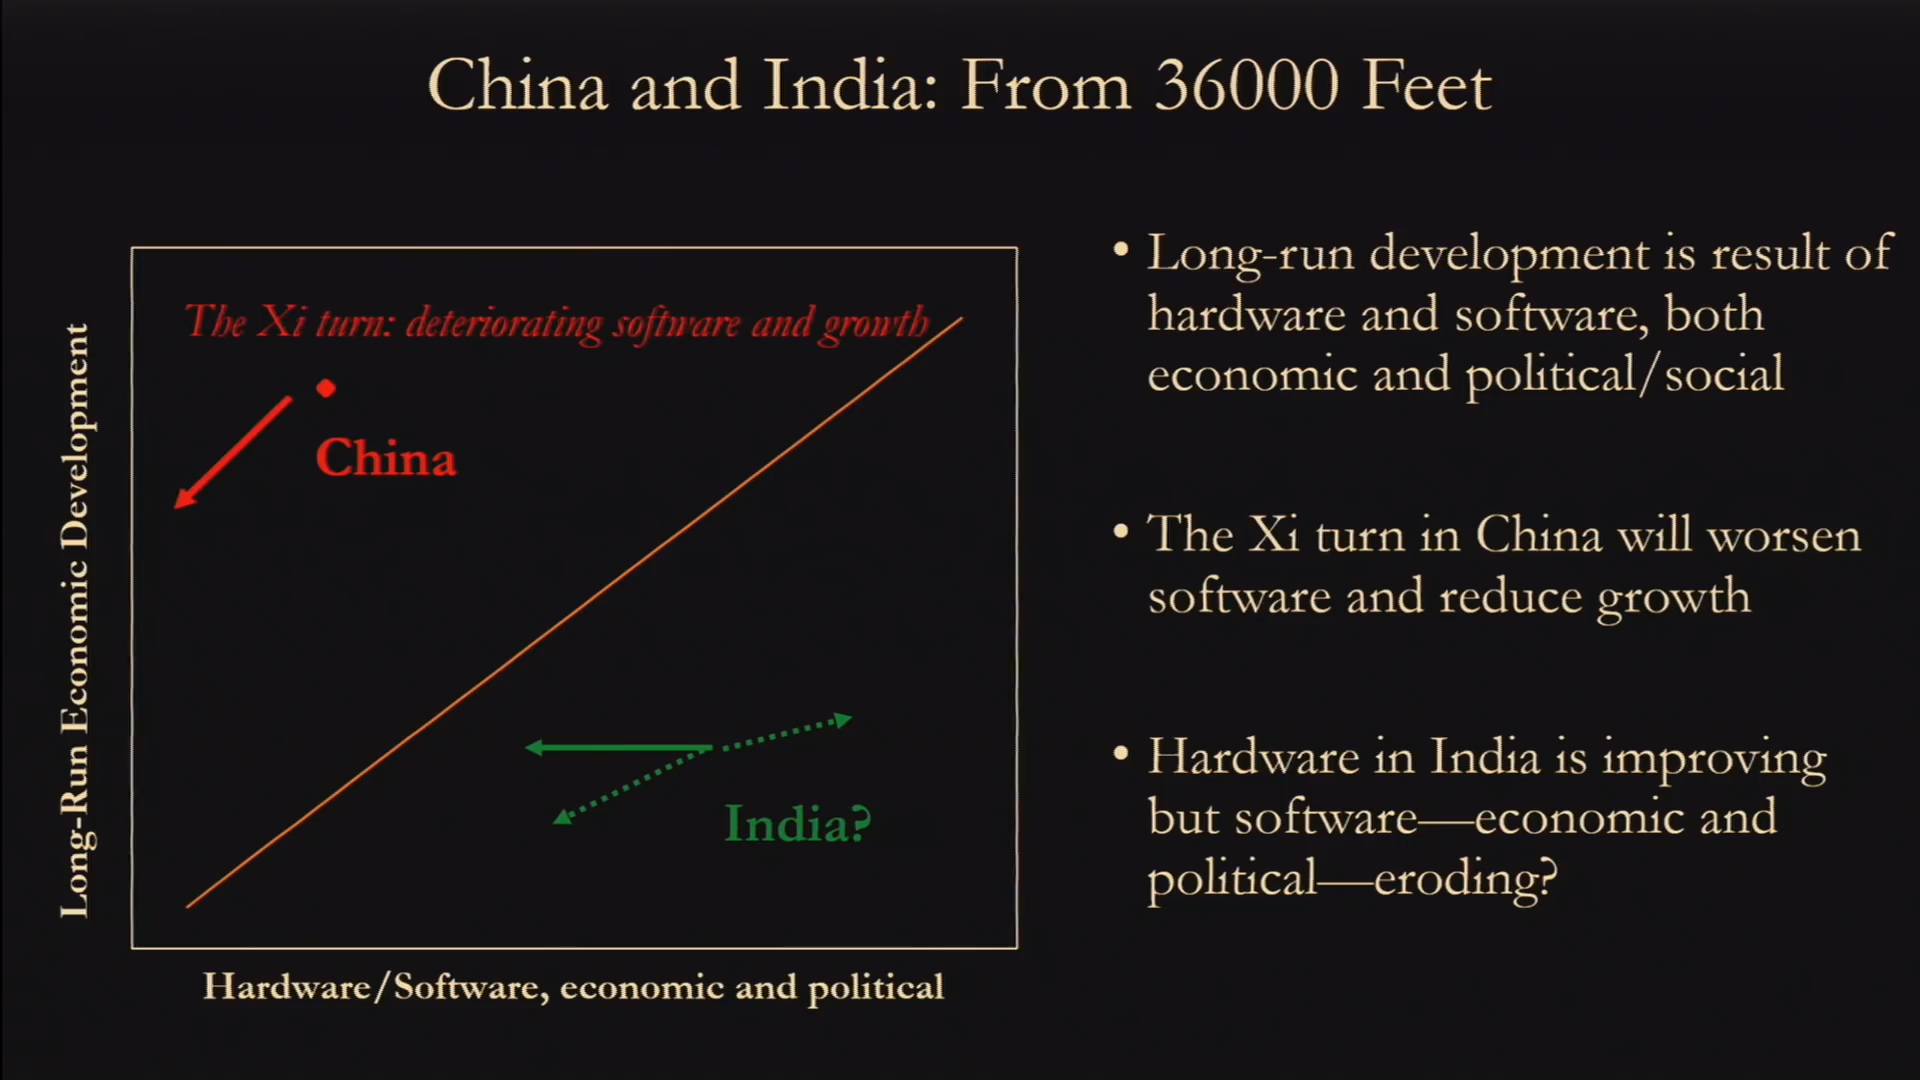 China and India: From 36000 Feet
Long-Run Economic Development
The Xi turn: deteriorating software and growth
China
India?
Hardware/Software, economic and political
• Long-run development is result of
hardware and software, both
economic and political/social
• The Xi turn in China will worsen
software and reduce growth
• Hardware in India is improving
but software—economic and
political—eroding?